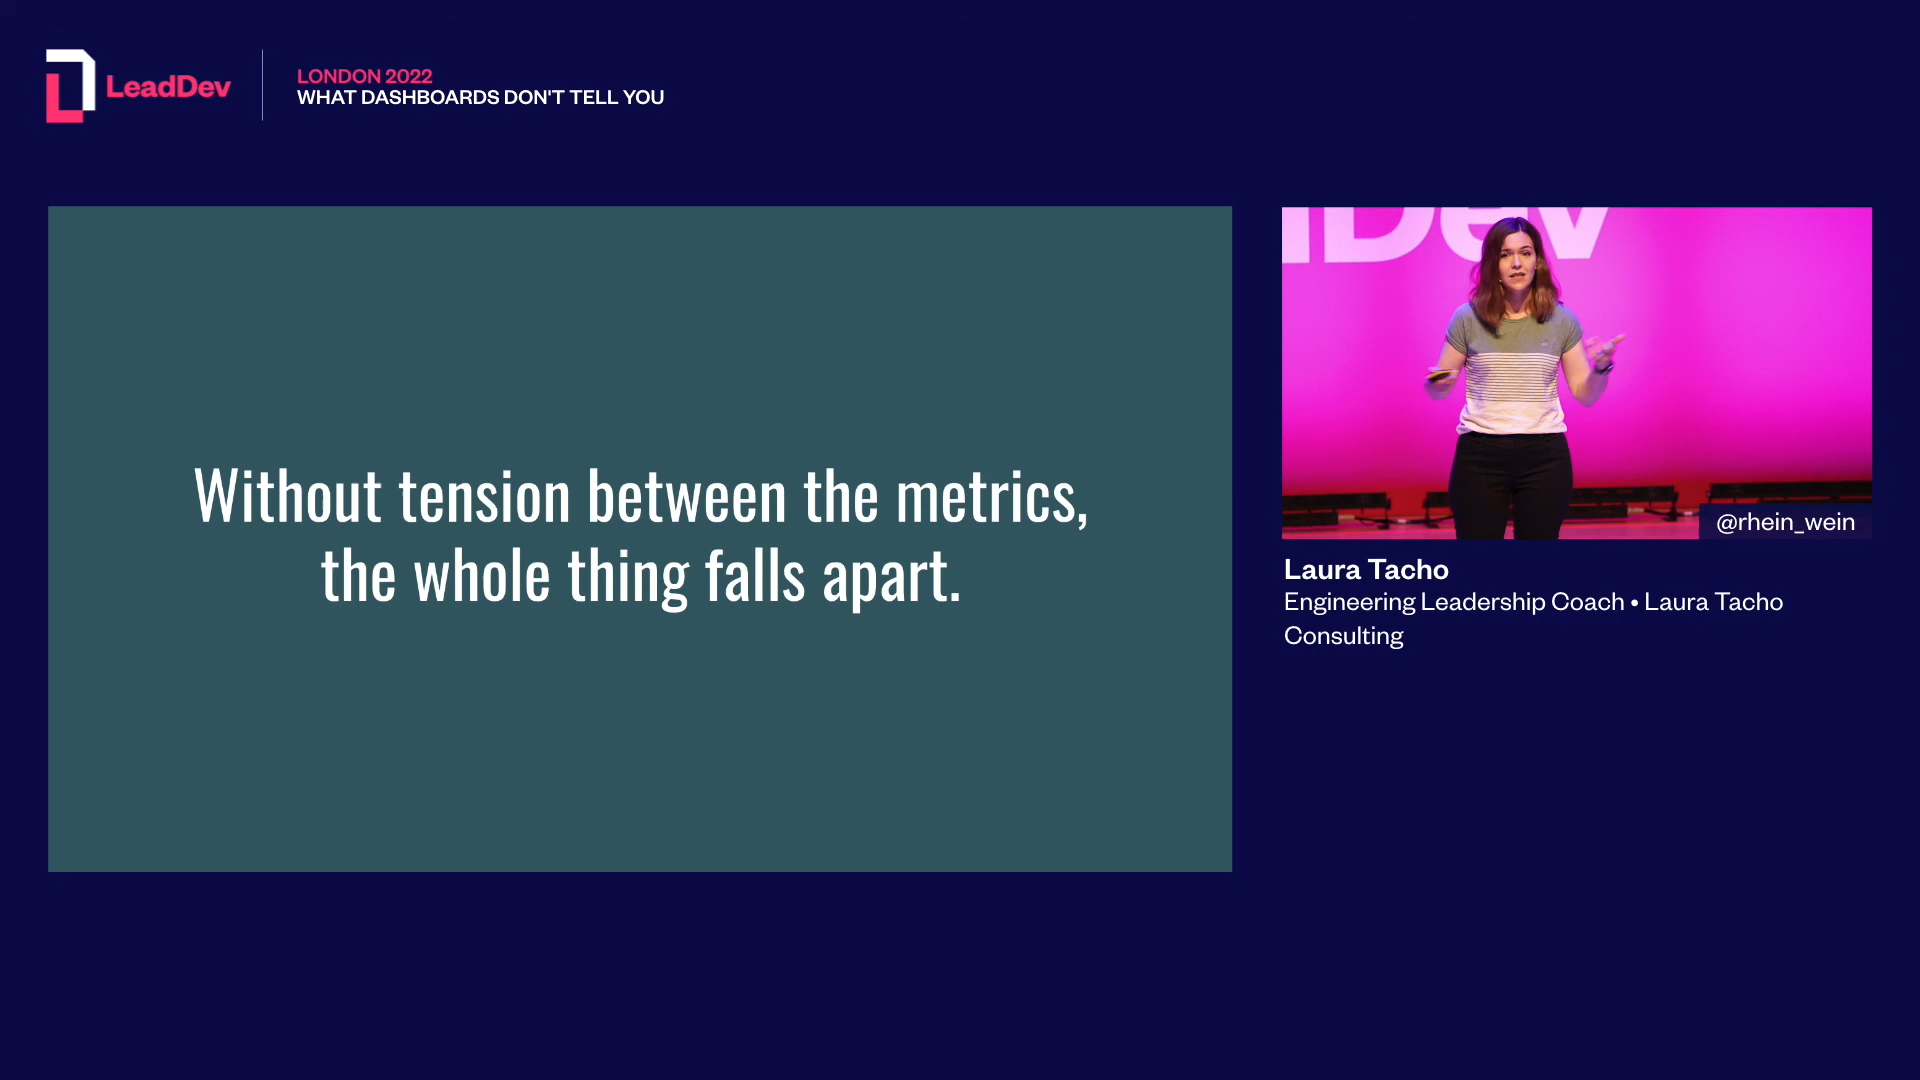 LeadDev
LONDON 2022
WHAT DASHBOARDS DON'T TELL YOU
Without tension between the metrics,
the whole thing falls apart.
Dev
@rhein_wein
Laura Tacho
Engineering Leadership Coach • Laura Tacho
Consulting